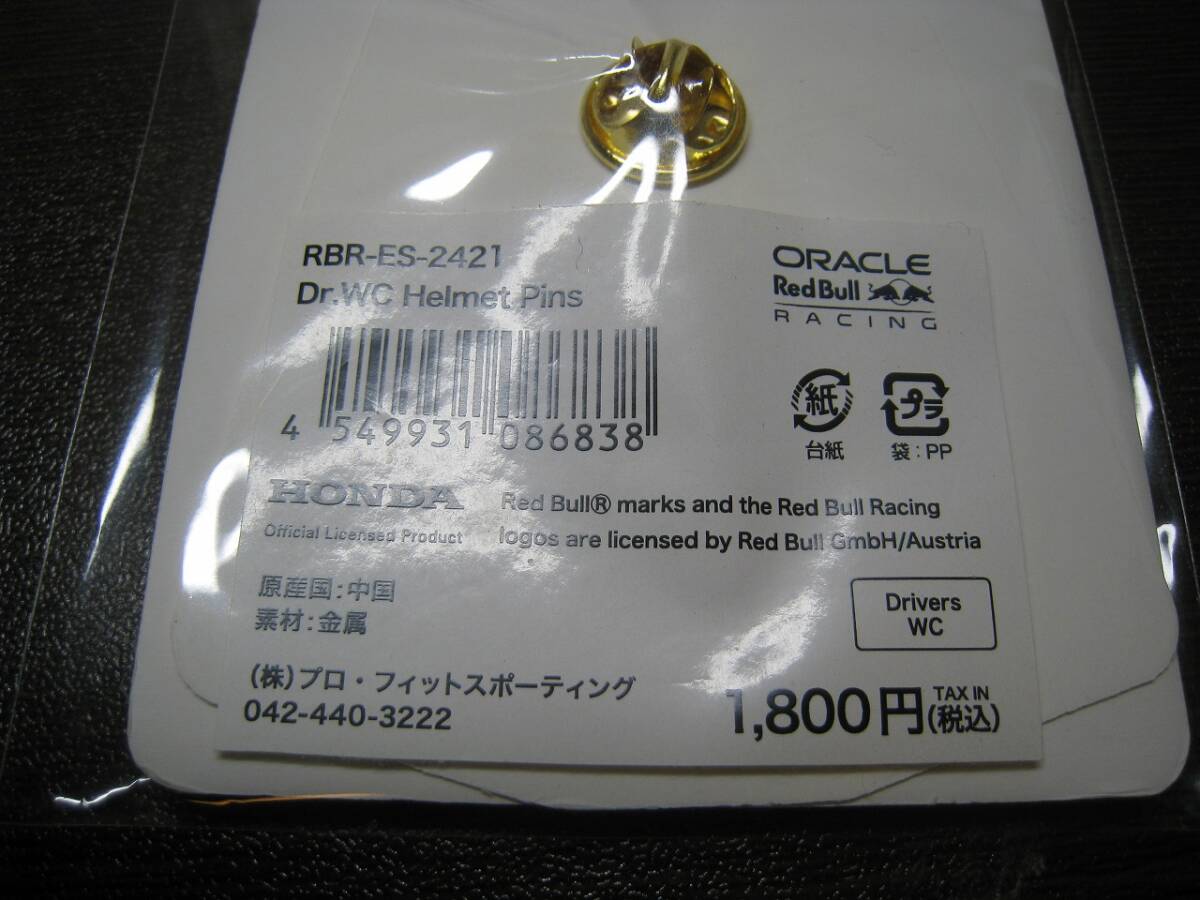 RBR-ES-2421
Dr.WC Helmet Pins
ORACLE
Red Bull
RACING
4 549931 086838
紙
プラ
台紙
袋:PP
HONDA
Official Licensed Product
Red Bull® marks and the Red Bull Racing
logos are licensed by Red Bull GmbH/Austria
原産国:中国
素材:金属
Drivers
WC
(株)プロ・フィットスポーティング
042-440-3222
1,800円 TAX IN (税込)